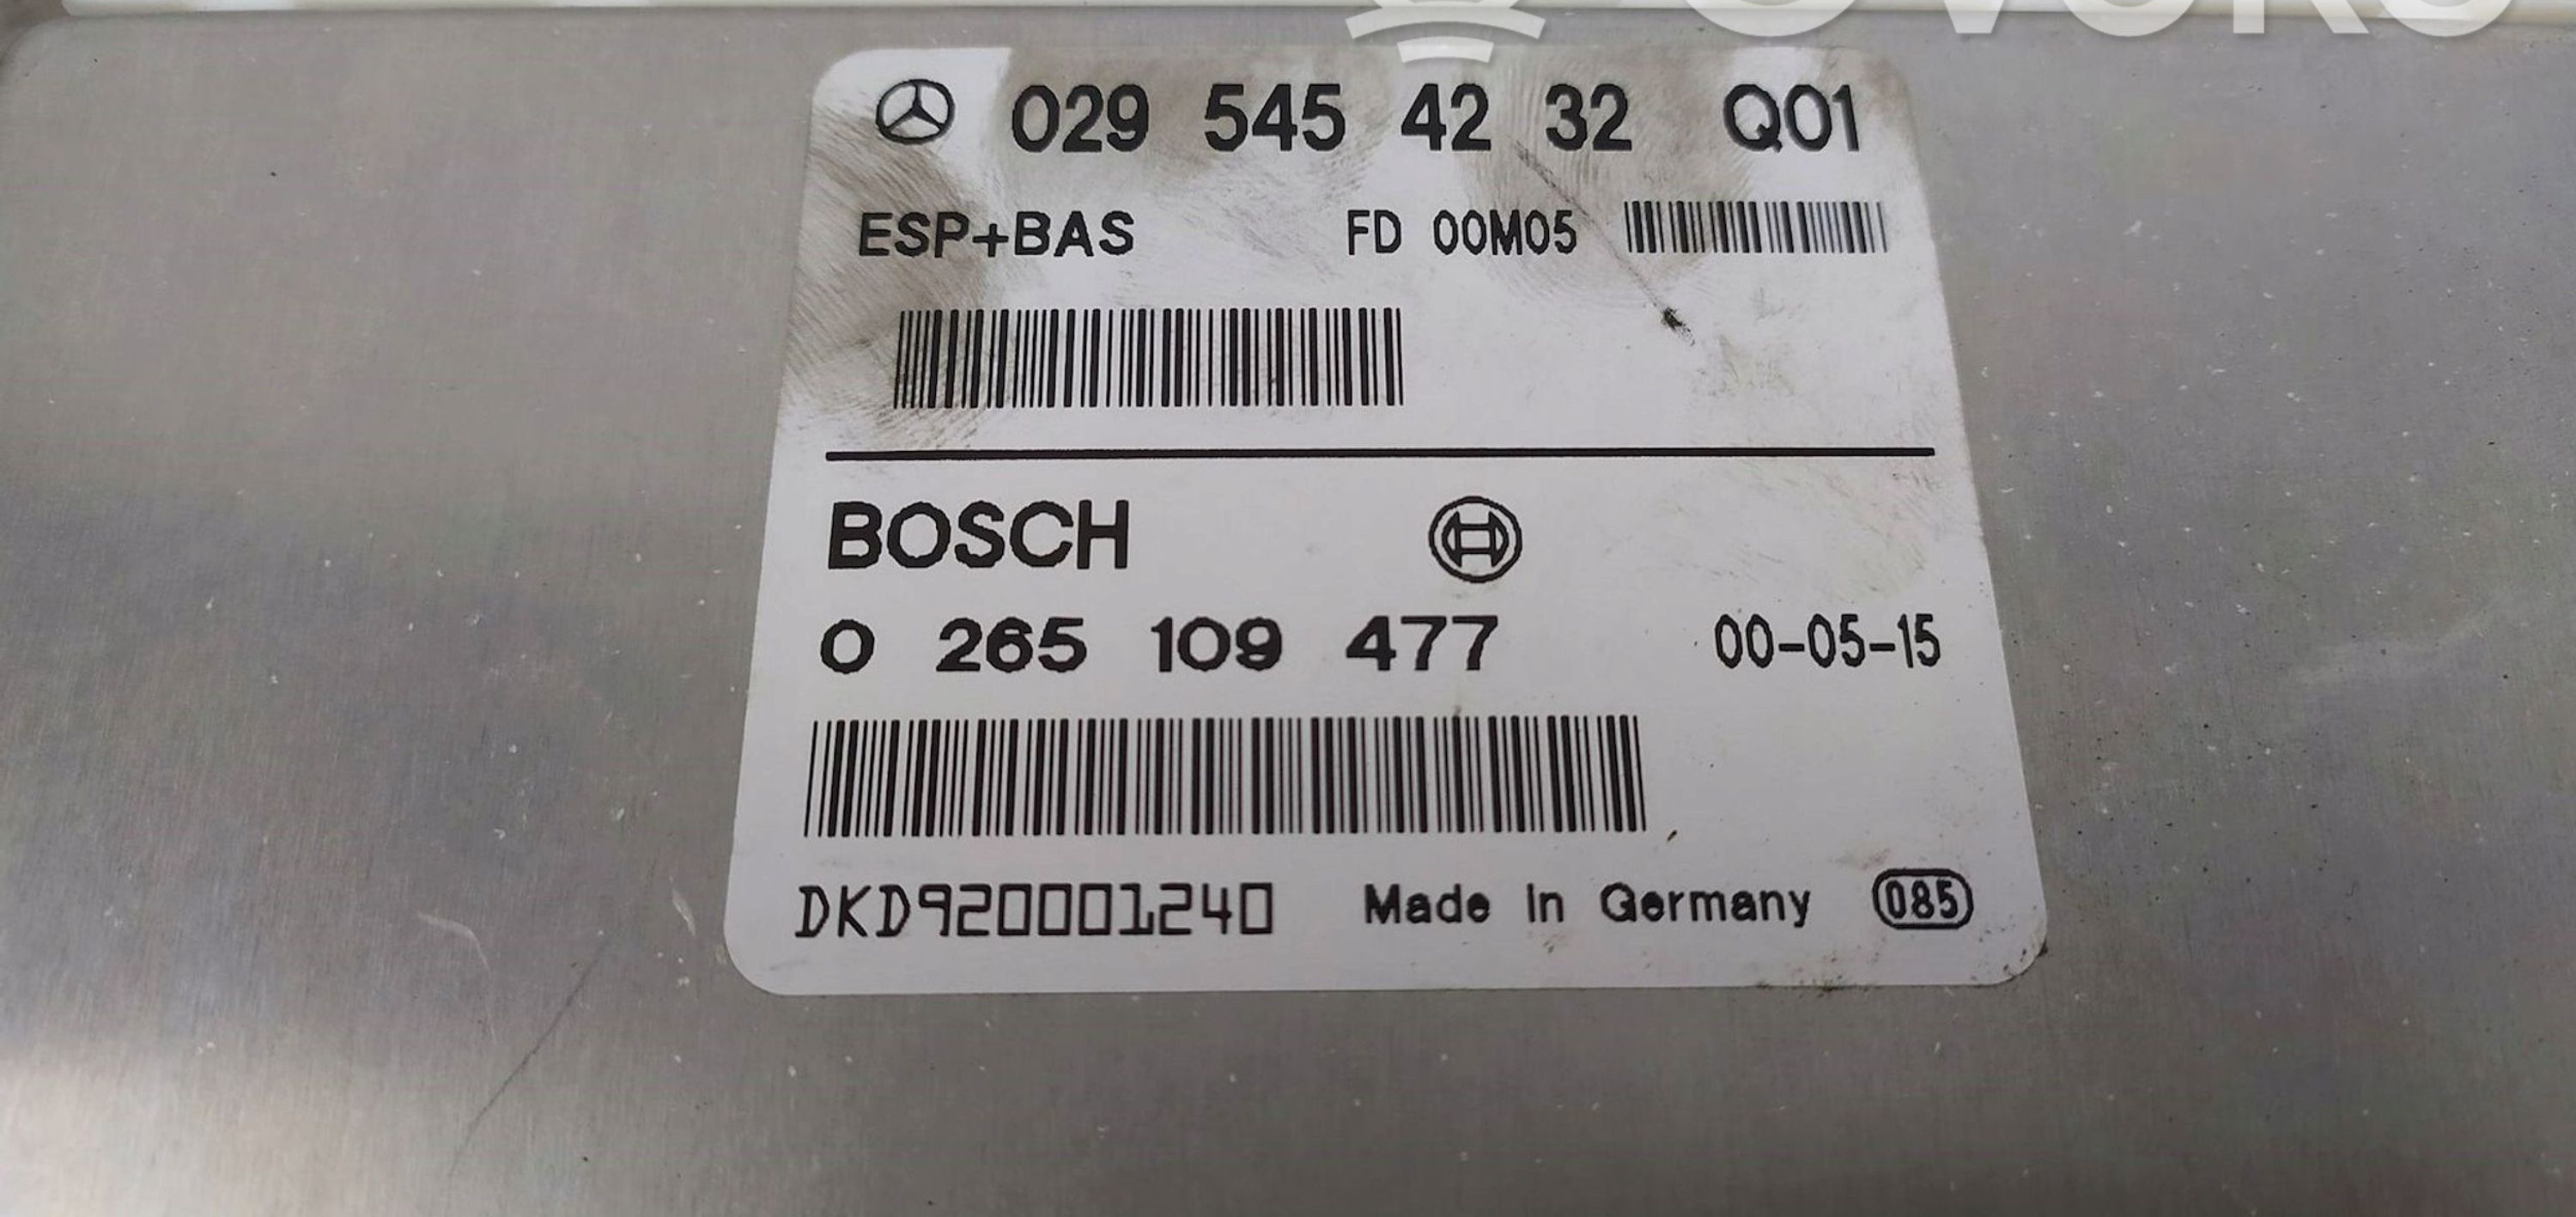 029 545 42 32 Q01
ESP+BAS FD 00M05
BOSCH
0 265 109 477 00-05-15
DKD920001240 Made in Germany 085